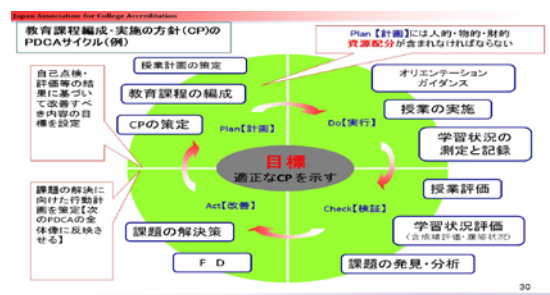 Japan Association for College Accreditation
教育課程編成・実施の方針(CP)の
PDCAサイクル(例)
Plan【計画】には人的・物的・財的
資源配分が含まれなければならない
自己点検・
評価等の結
果に基づい
て改善すべ
き内容の目
標を設定
授業計画の策定
教育課程の編成
CPの策定
Plan【計画】
オリエンテーション
ガイダンス
授業の実施
Do【実行】
学習状況の
測定と記録
目標
適正なCPを示す
課題の解決に
向けた行動計
画を策定【次
のPDCAの全
体像に反映さ
せる】
Act【改善】
課題の解決策
FD
授業評価
Check【検証】
学習状況評価
(含成績評価・履修状況)
課題の発見・分析
30